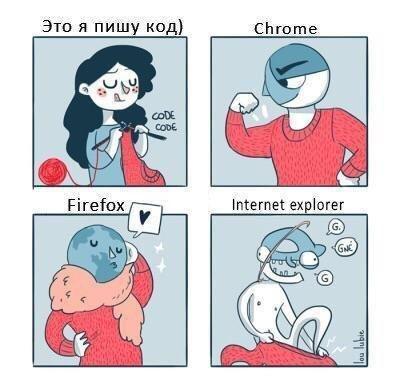 Это я пишу код)
Chrome
CODE
CODE
Firefox
Internet explorer
G.
GNÉ
G
lou lubie